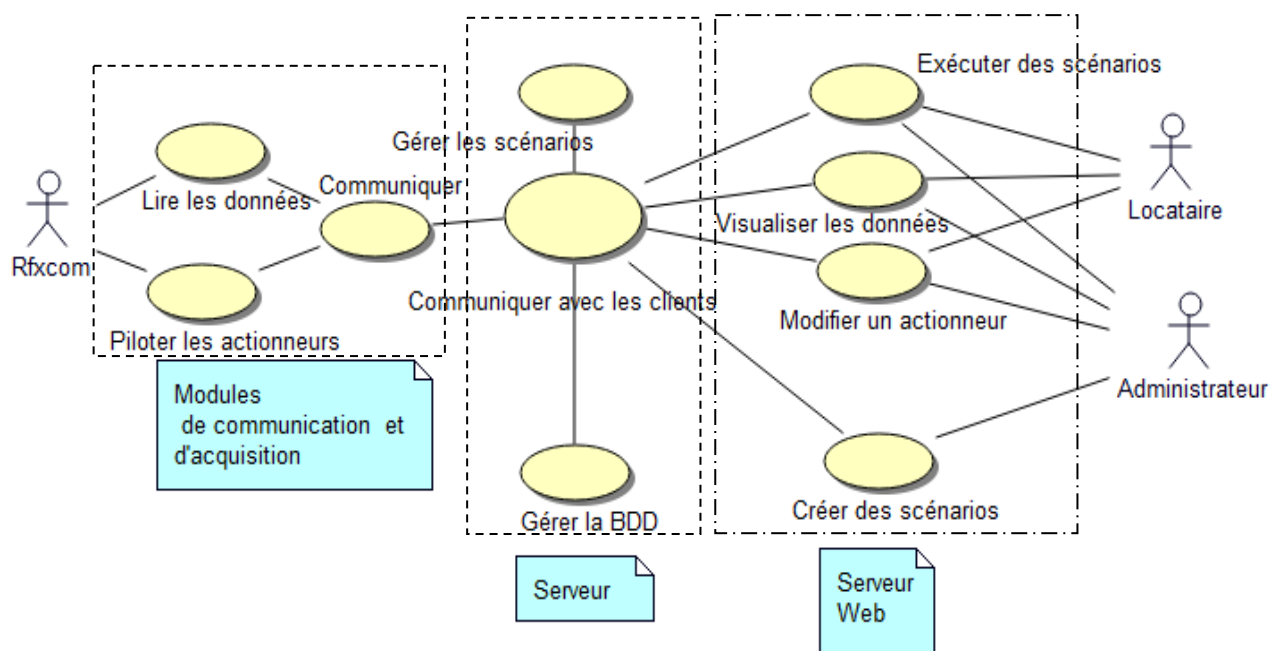 Exécuter des scénarios
Gérer les scénarios
Communiquer
Lire les données
Locataire
Visualiser les données
Rfxcom
Communiquer avec les clients
Modifier un actionneur
Piloter les actionneurs
Administrateur
Modules
de communication et
d'acquisition
Créer des scénarios
Gérer la BDD
Serveur
Serveur
Web